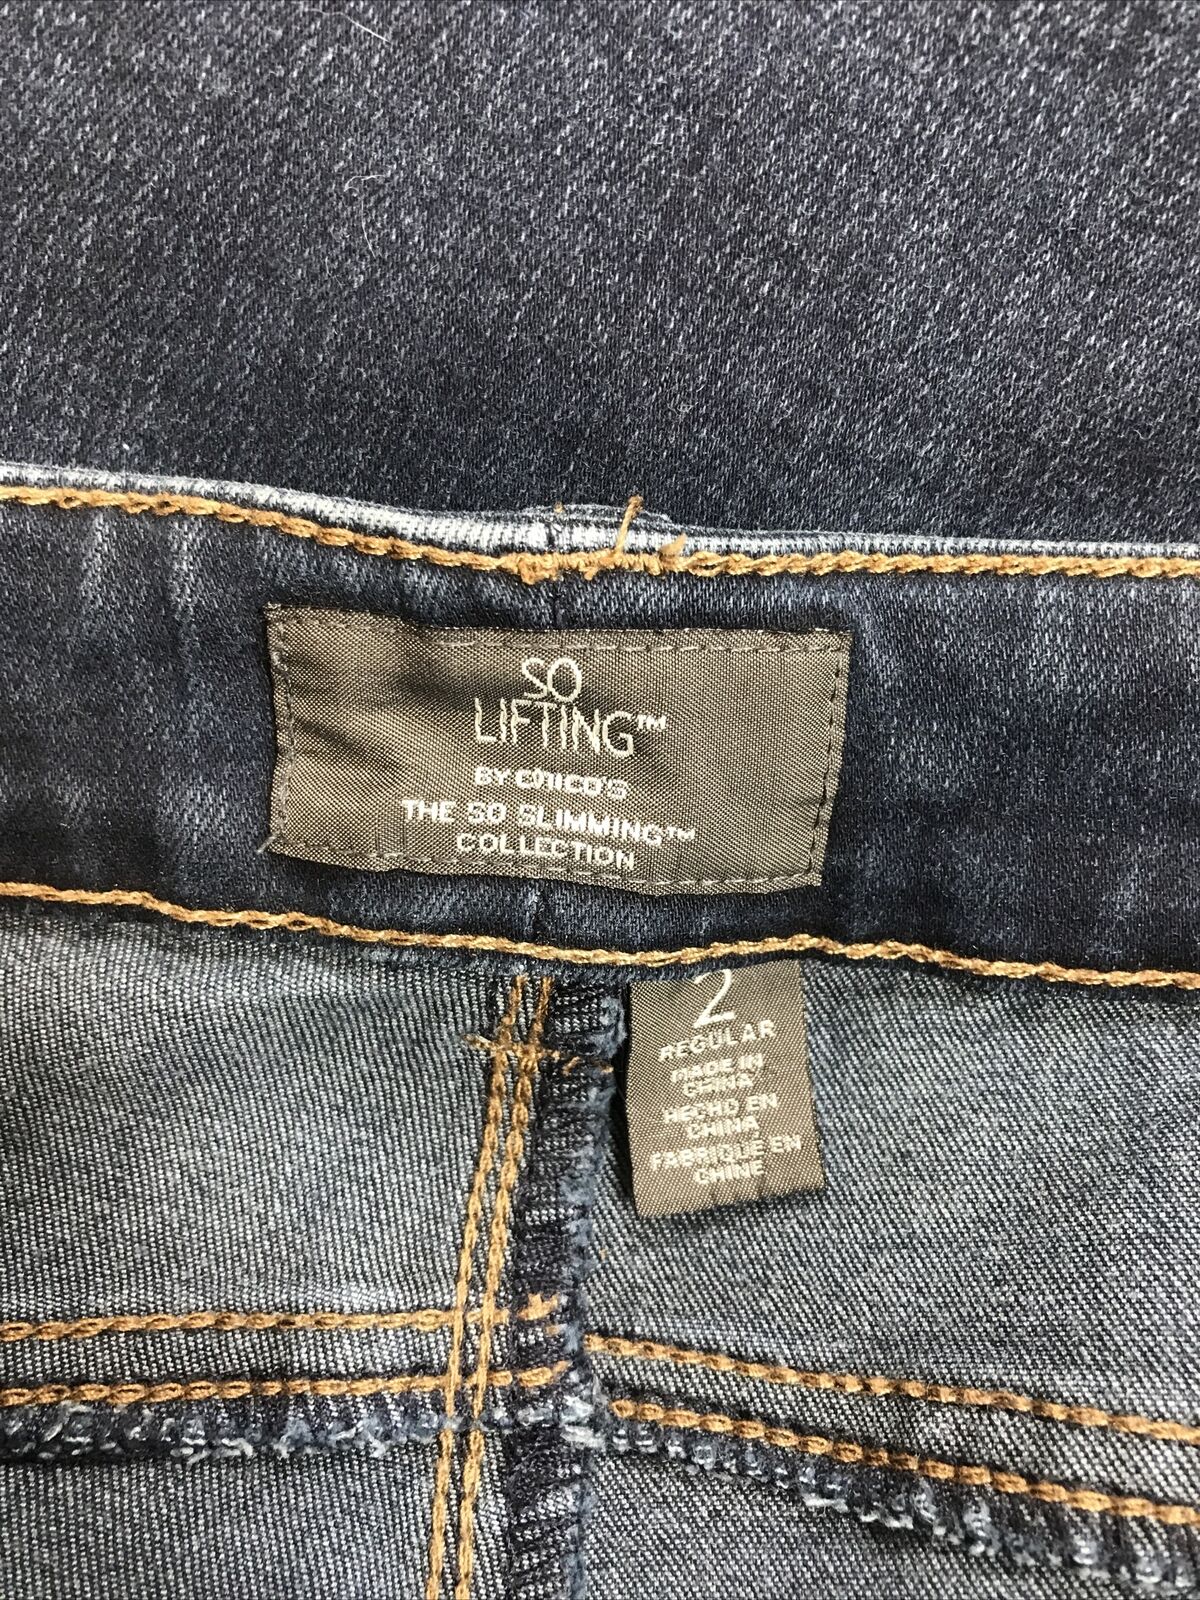 SO
LIFTING™
BY CHICO'S
THE SO SLIMMING™
COLLECTION
2
REGULAR
MADE IN
CHINA
HECHO EN
CHINA
FABRIQUE EN
CHINE